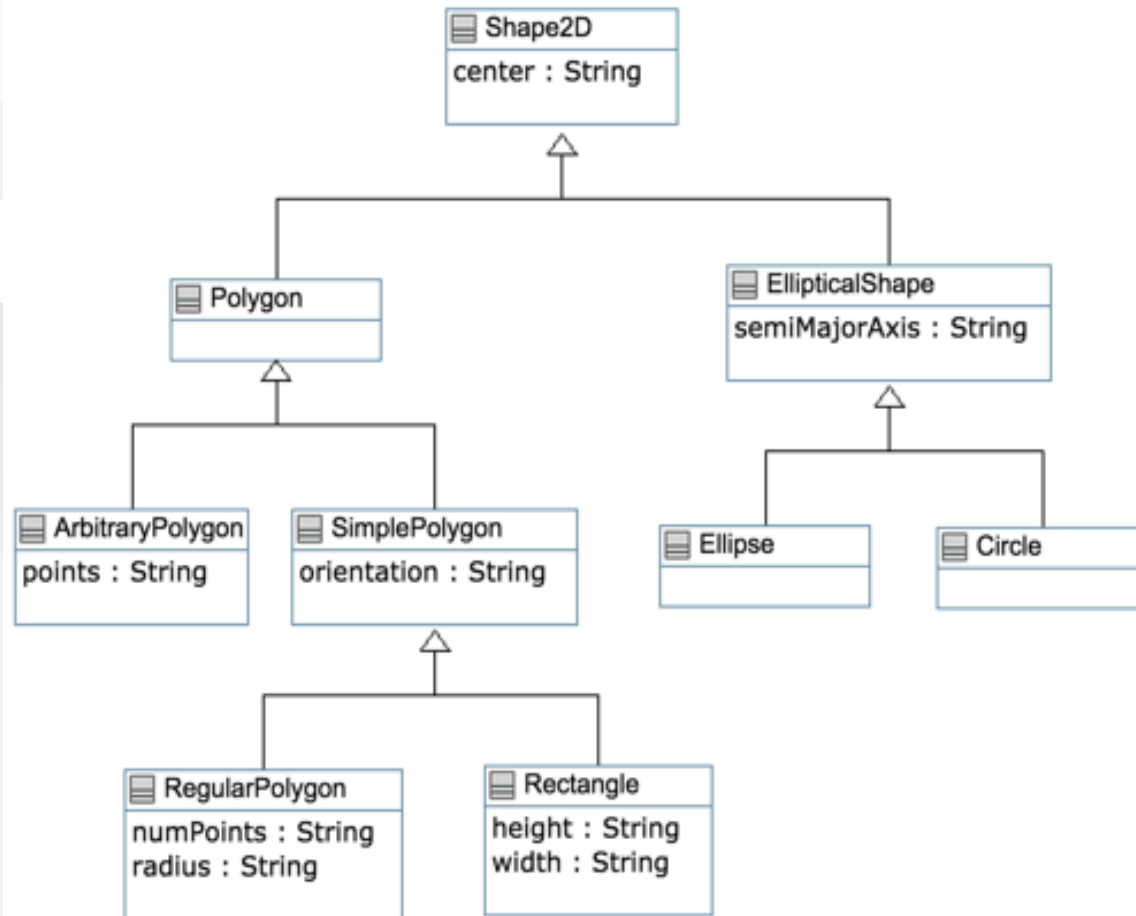 Shape2D
center : String
Polygon
EllipticalShape
semiMajorAxis : String
ArbitraryPolygon
points : String
SimplePolygon
orientation : String
Ellipse
Circle
RegularPolygon
numPoints : String
radius : String
Rectangle
height : String
width : String